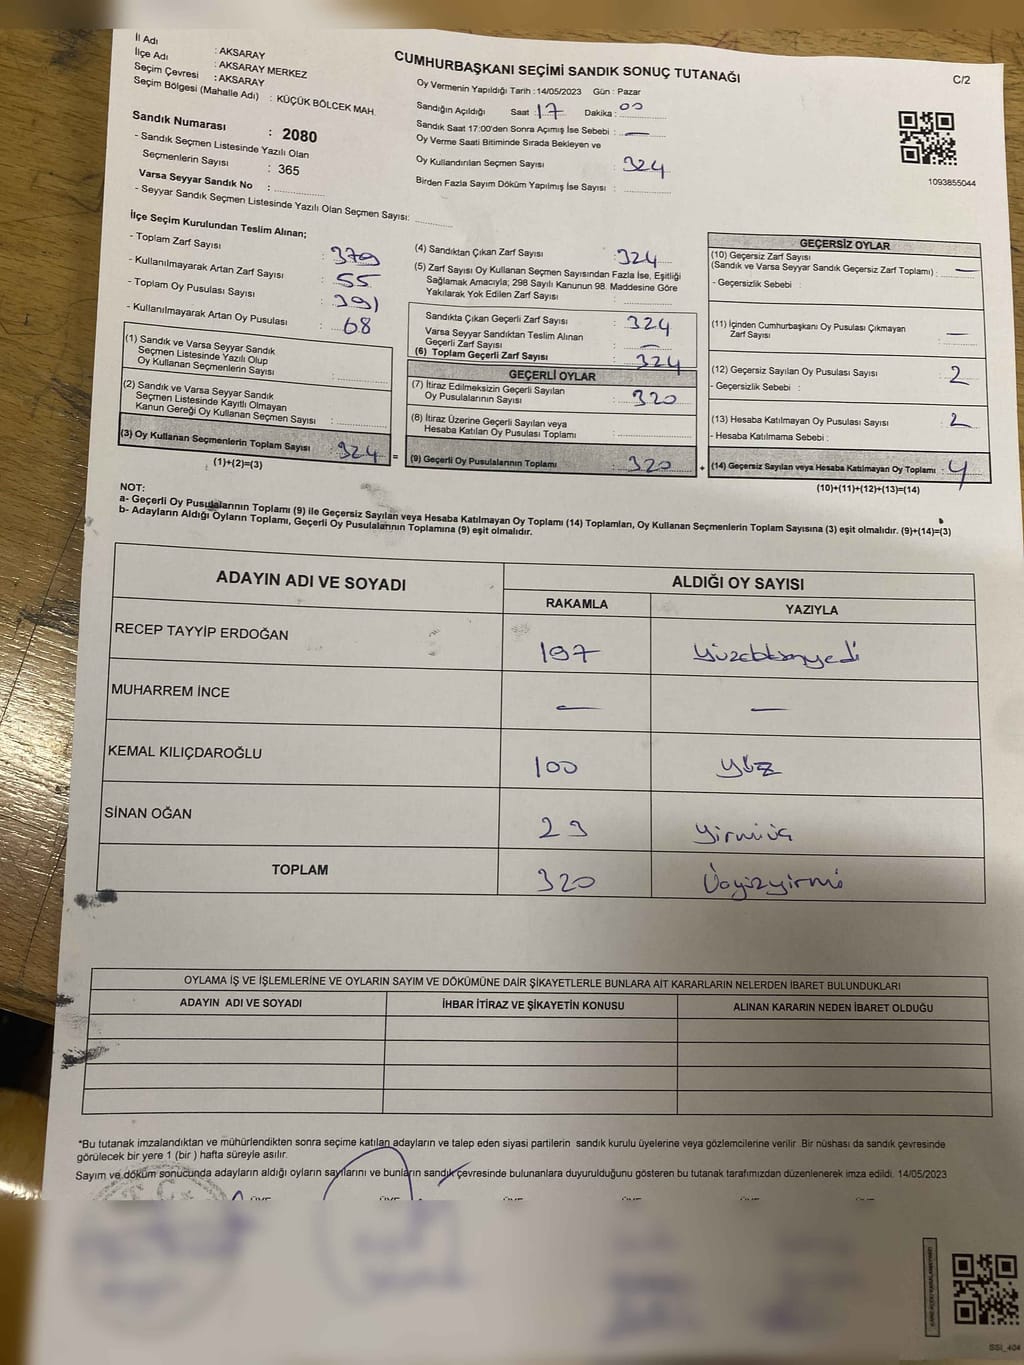 İl Adı : AKSARAY
İlçe Adı : AKSARAY MERKEZ
Seçim Çevresi : AKSARAY
Seçim Bölgesi (Mahalle Adı) : KÜÇÜK BÖLCEK MAH.
Sandık Numarası : 2080
- Sandık Seçmen Listesinde Yazılı Olan
Seçmenlerin Sayısı : 365
Varsa Seyyar Sandık No :
- Seyyar Sandık Seçmen Listesinde Yazılı Olan Seçmen Sayısı:
CUMHURBAŞKANI SEÇİMİ SANDIK SONUÇ TUTANAĞI
C/2
Oy Vermenin Yapıldığı Tarih : 14/05/2023 Gün : Pazar
Sandığın Açıldığı Saat : 17 Dakika : 00
Sandık Saat 17:00'den Sonra Açımış İse Sebebi : —
Oy Verme Saati Bitiminde Sırada Bekleyen ve
Oy Kullandırılan Seçmen Sayısı : 324
Birden Fazla Sayım Döküm Yapılmış İse Sayısı :
1093855044
İlçe Seçim Kurulundan Teslim Alınan;
- Toplam Zarf Sayısı : 379
- Kullanılmayarak Artan Zarf Sayısı : 55
- Toplam Oy Pusulası Sayısı : 391
- Kullanılmayarak Artan Oy Pusulası : 68
(1) Sandık ve Varsa Seyyar Sandık
Seçmen Listesinde Yazılı Olup
Oy Kullanan Seçmenlerin Sayısı :
(2) Sandık ve Varsa Seyyar Sandık
Seçmen Listesinde Kayıtlı Olmayan
Kanun Gereği Oy Kullanan Seçmen Sayısı :
(3) Oy Kullanan Seçmenlerin Toplam Sayısı : 324
(1)+(2)=(3)
=
(4) Sandıktan Çıkan Zarf Sayısı : 324
(5) Zarf Sayısı Oy Kullanan Seçmen Sayısından Fazla İse, Eşitliği
Sağlamak Amacıyla; 298 Sayılı Kanunun 98. Maddesine Göre
Yakılarak Yok Edilen Zarf Sayısı :
Sandıkta Çıkan Geçerli Zarf Sayısı : 324
Varsa Seyyar Sandıktan Teslim Alınan
Geçerli Zarf Sayısı : —
(6) Toplam Geçerli Zarf Sayısı : 324
GEÇERLİ OYLAR
(7) İtiraz Edilmeksizin Geçerli Sayılan
Oy Pusulalarının Sayısı : 320
(8) İtiraz Üzerine Geçerli Sayılan veya
Hesaba Katılan Oy Pusulası Toplamı :
(9) Geçerli Oy Pusulalarının Toplamı : 320
+
GEÇERSİZ OYLAR
(10) Geçersiz Zarf Sayısı
(Sandık ve Varsa Seyyar Sandık Geçersiz Zarf Toplamı) : —
- Geçersizlik Sebebi :
(11) İçinden Cumhurbaşkanı Oy Pusulası Çıkmayan
Zarf Sayısı : —
(12) Geçersiz Sayılan Oy Pusulası Sayısı : 2
- Geçersizlik Sebebi :
(13) Hesaba Katılmayan Oy Pusulası Sayısı : 2
- Hesaba Katılmama Sebebi :
(14) Geçersiz Sayılan veya Hesaba Katılmayan Oy Toplamı : 4
(10)+(11)+(12)+(13)=(14)
NOT:
a- Geçerli Oy Pusulalarının Toplamı (9) ile Geçersiz Sayılan veya Hesaba Katılmayan Oy Toplamı (14) Toplamları, Oy Kullanan Seçmenlerin Toplam Sayısına (3) eşit olmalıdır. (9)+(14)=(3)
b- Adayların Aldığı Oyların Toplamı, Geçerli Oy Pusulalarının Toplamına (9) eşit olmalıdır.
ADAYIN ADI VE SOYADI ALDIĞI OY SAYISI
RAKAMLA YAZIYLA
RECEP TAYYİP ERDOĞAN 197
MUHARREM İNCE — —
KEMAL KILIÇDAROĞLU 100 yüz
SİNAN OĞAN 23 yirmiüç
TOPLAM 320 Üçyüzyirmi
OYLAMA İŞ VE İŞLEMLERİNE VE OYLARIN SAYIM VE DÖKÜMÜNE DAİR ŞİKAYETLERLE BUNLARA AİT KARARLARIN NELERDEN İBARET BULUNDUKLARI
ADAYIN ADI VE SOYADI İHBAR İTİRAZ VE ŞİKAYETİN KONUSU ALINAN KARARIN NEDEN İBARET OLDUĞU
*Bu tutanak imzalandıktan ve mühürlendikten sonra seçime katılan adayların ve talep eden siyasi partilerin sandık kurulu üyelerine veya gözlemcilerine verilir. Bir nüshası da sandık çevresinde
görülecek bir yere 1 (bir ) hafta süreyle asılır.
Sayım ve döküm sonucunda adayların aldığı oyların sayılarını ve bunların sandık çevresinde bulunanlara duyurulduğunu gösteren bu tutanak tarafımızdan düzenlenerek imza edildi. 14/05/2023
SSİ_404